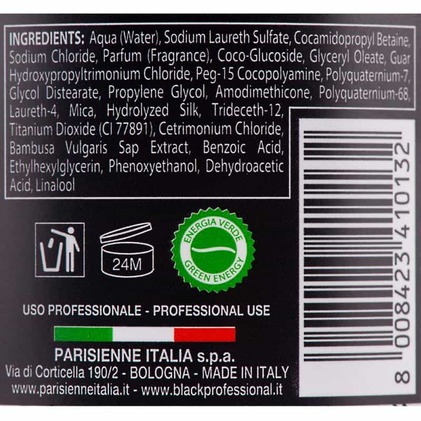 INGREDIENTS: Aqua (Water), Sodium Laureth Sulfate, Cocamidopropyl Betaine,
Sodium Chloride, Parfum (Fragrance), Coco-Glucoside, Glyceryl Oleate, Guar
Hydroxypropyltrimonium Chloride, Peg-15 Cocopolyamine, Polyquaternium-7,
Glycol Distearate, Propylene Glycol, Amodimethicone, Polyquaternium-68,
Laureth-4, Mica, Hydrolyzed Silk, Trideceth-12,
Titanium Dioxide (CI 77891), Cetrimonium Chloride,
Bambusa Vulgaris Sap Extract, Benzoic Acid,
Ethylhexylglycerin, Phenoxyethanol, Dehydroacetic
Acid, Linalool
24M
ENERGIA VERDE
GREEN ENERGY
8 008423 410132
USO PROFESSIONALE - PROFESSIONAL USE
PARISIENNE ITALIA s.p.a.
Via di Corticella 190/2 - BOLOGNA - MADE IN ITALY
www.parisienneitalia.it - www.blackprofessional.it